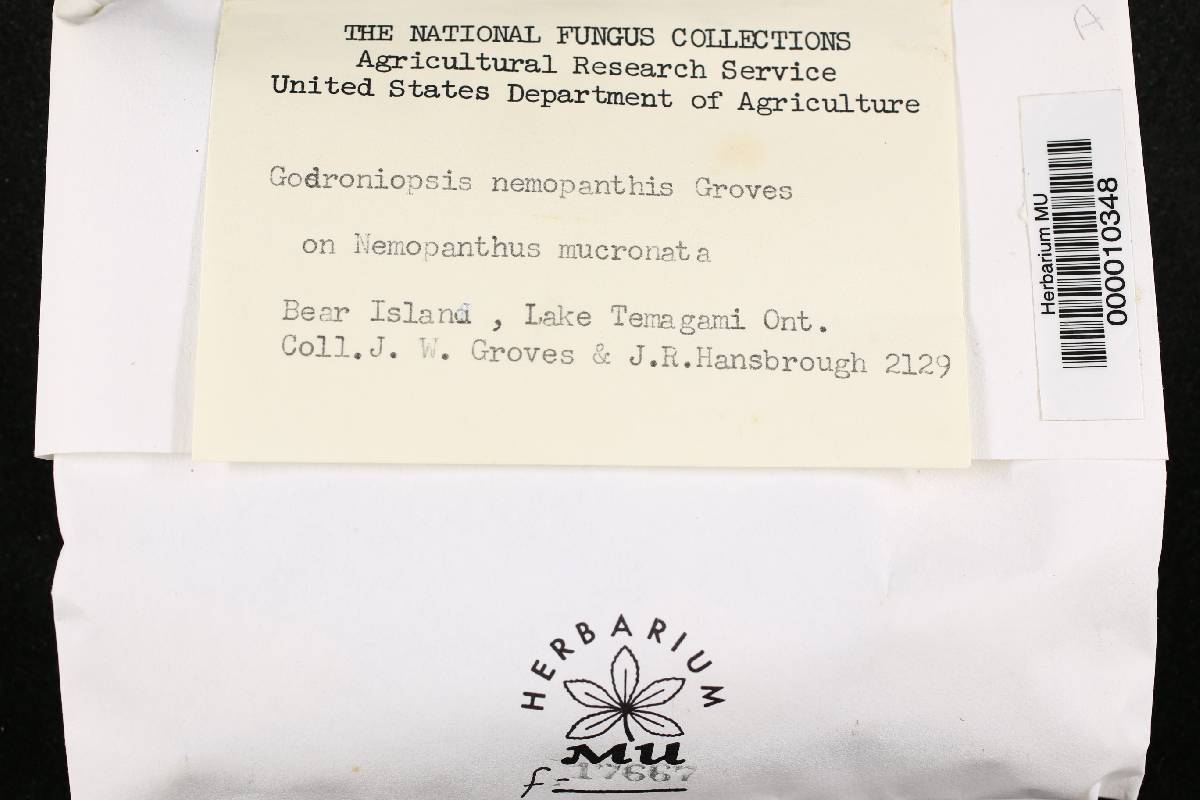 THE NATIONAL FUNGUS COLLECTIONS
Agricultural Research Service
United States Department of Agriculture
Godroniopsis nemopanthis Groves
on Nemopanthus mucronata
Bear Island , Lake Temagami Ont.
Coll.J. W. Groves & J.R.Hansbrough 2129
A
Herbarium MU
000010348
HERBARIUM
MU
f-17667